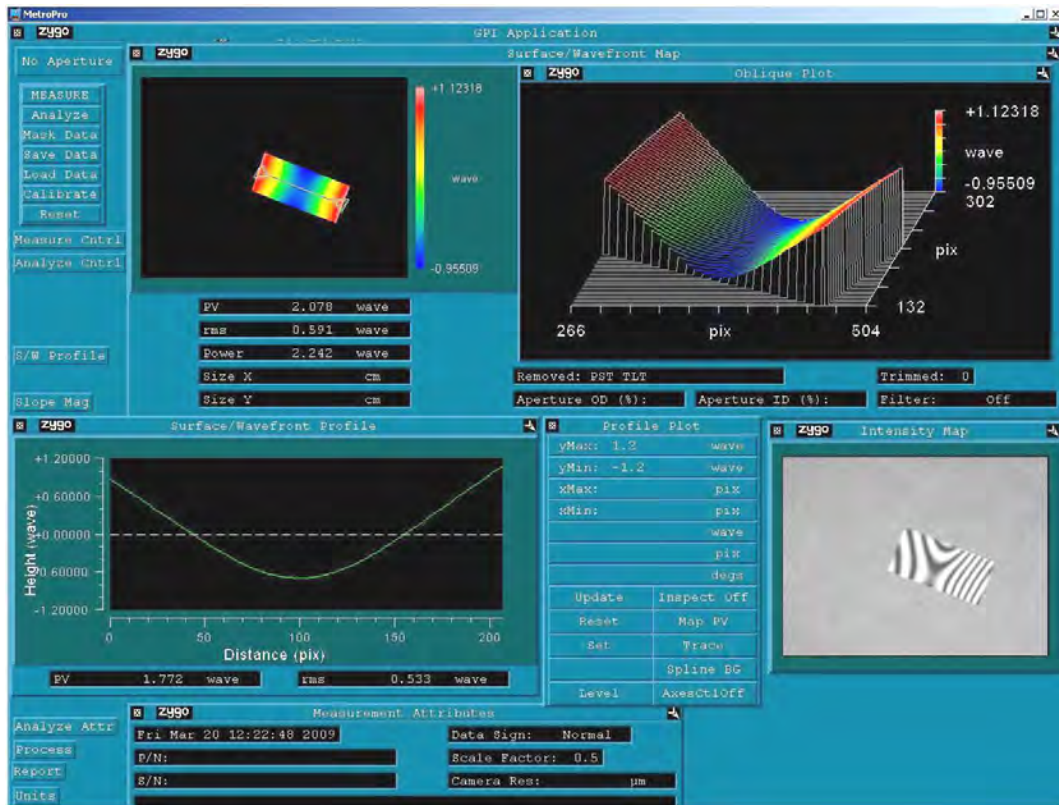 MetroPro
zygo GPI Application
No Aperture
MEASURE
Analyze
Mask Data
Save Data
Load Data
Calibrate
Reset
Measure Cntrl
Analyze Cntrl
S/W Profile
Slope Mag
zygo Surface/Wavefront Map
+1.12318
wave
-0.95509
PV 2.078 wave
rms 0.591 wave
Power 2.242 wave
Size X cm
Size Y cm
zygo Oblique Plot
+1.12318
wave
-0.95509
302
pix
132
266 pix 504
Removed: PST TLT Trimmed: 0
Aperture OD (%): Aperture ID (%): Filter: Off
zygo Surface/Wavefront Profile
+1.20000
+0.60000
+0.00000
-0.60000
-1.20000
Height (wave)
0 50 100 150 200
Distance (pix)
PV 1.772 wave rms 0.533 wave
Profile Plot
yMax: 1.2 wave
yMin: -1.2 wave
xMax: pix
xMin: pix
wave
pix
degs
Update Inspect Off
Reset Map PV
Set Trace
Spline BG
Level AxesCtlOff
zygo Intensity Map
Analyze Attr
Process
Report
Units
zygo Measurement Attributes
Fri Mar 20 12:22:48 2009 Data Sign: Normal
P/N: Scale Factor: 0.5
S/N: Camera Res: µm